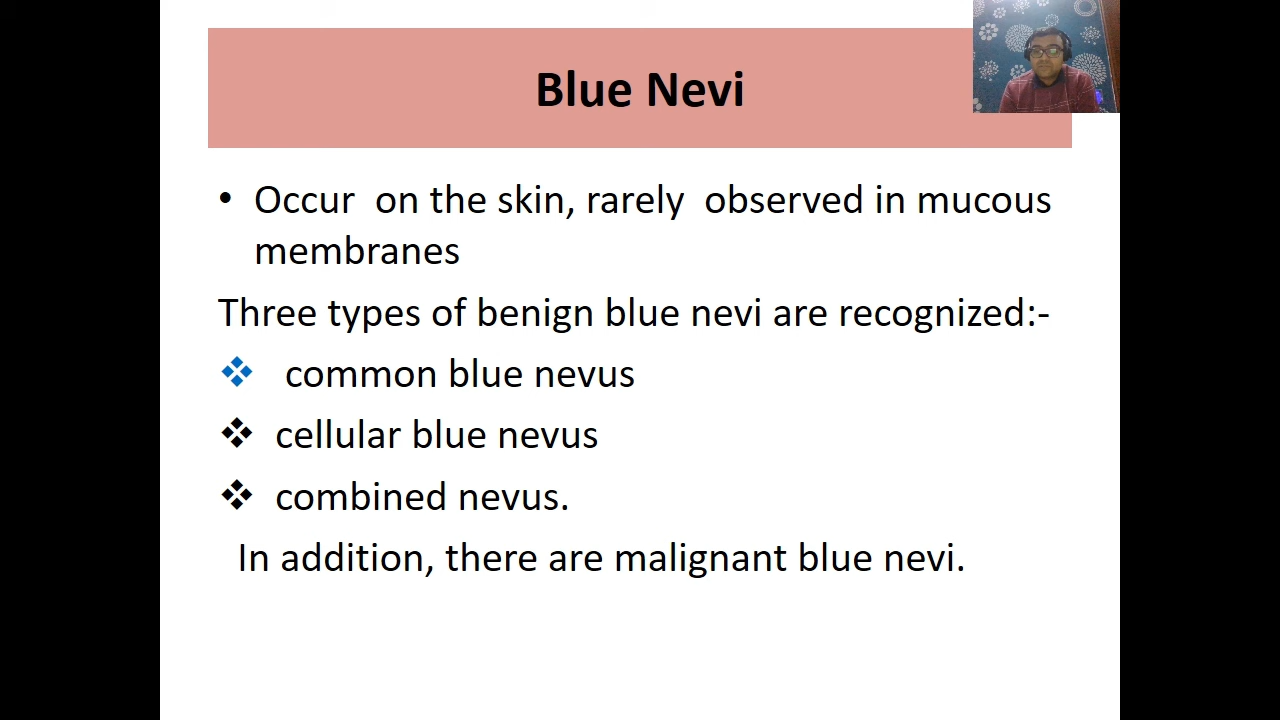 Blue Nevi
• Occur on the skin, rarely observed in mucous
membranes
Three types of benign blue nevi are recognized:-
❖ common blue nevus
❖ cellular blue nevus
❖ combined nevus.
In addition, there are malignant blue nevi.